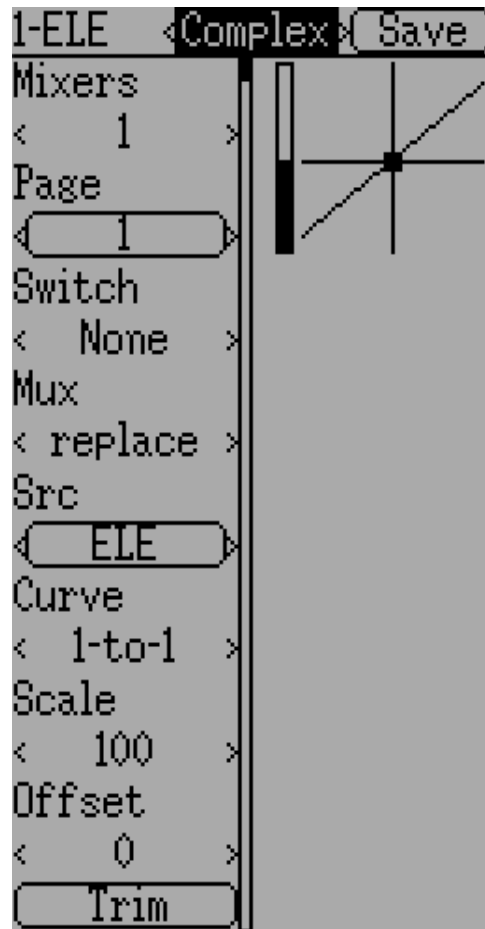 1-ELE <Complex> Save
Mixers
< 1 >
Page
< 1 >
Switch
< None >
Mux
< replace >
Src
< ELE >
Curve
< 1-to-1 >
Scale
< 100 >
Offset
< 0 >
Trim